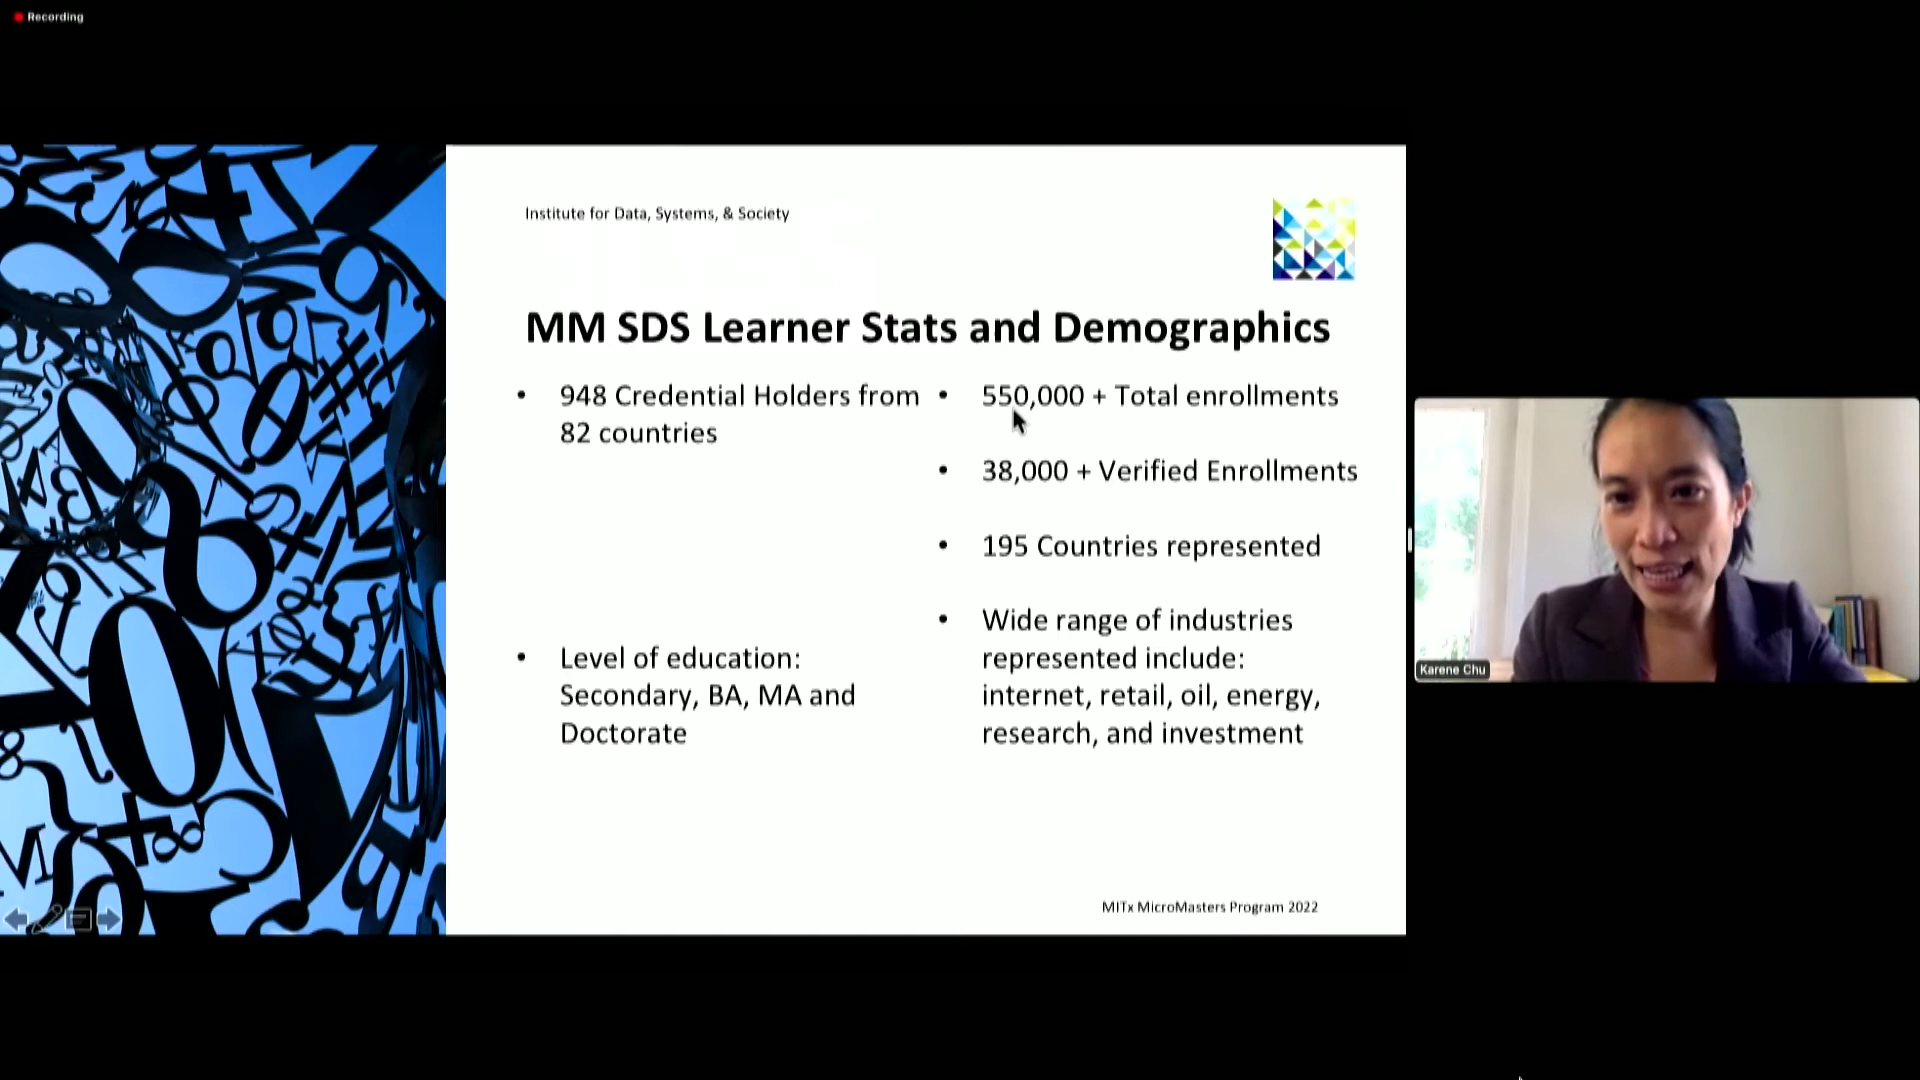 Recording
Institute for Data, Systems, & Society
MM SDS Learner Stats and Demographics
• 948 Credential Holders from
82 countries
• Level of education:
Secondary, BA, MA and
Doctorate
• 550,000 + Total enrollments
• 38,000 + Verified Enrollments
• 195 Countries represented
• Wide range of industries
represented include:
internet, retail, oil, energy,
research, and investment
MITx MicroMasters Program 2022
Karene Chu